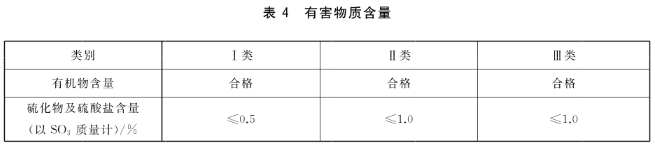 表 4 有害物质含量
类别 Ⅰ类 Ⅱ类 Ⅲ类
有机物含量 合格 合格 合格
硫化物及硫酸盐含量
（以 SO₃ 质量计）/% ≤0.5 ≤1.0 ≤1.0